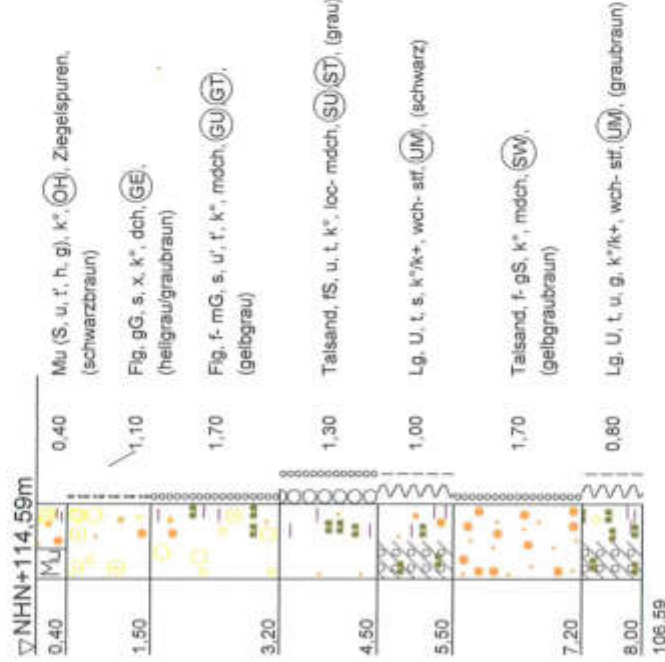 ▽NHN+114.59m
0,40 Mu 0,40 Mu (S, u, t', h, g), k°, OH, Ziegelspuren,
(schwarzbraun)
1,50 1,10 Flg, gG, s, x, k°, dch, GE,
(hellgrau/graubraun)
3,20 1,70 Flg, f- mG, s, u', t', k°, mdch, GU GT,
(gelbgrau)
4,50 1,30 Talsand, fS, u, t, k°, loc- mdch, SU ST, (grau)
5,50 1,00 Lg, U, t, s, k°/k+, wch- stf, UM, (schwarz)
7,20 1,70 Talsand, f- gS, k°, mdch, SW,
(gelbgraubraun)
8,00 0,80 Lg, U, t, u, g, k°/k+, wch- stf, UM, (graubraun)
106.59